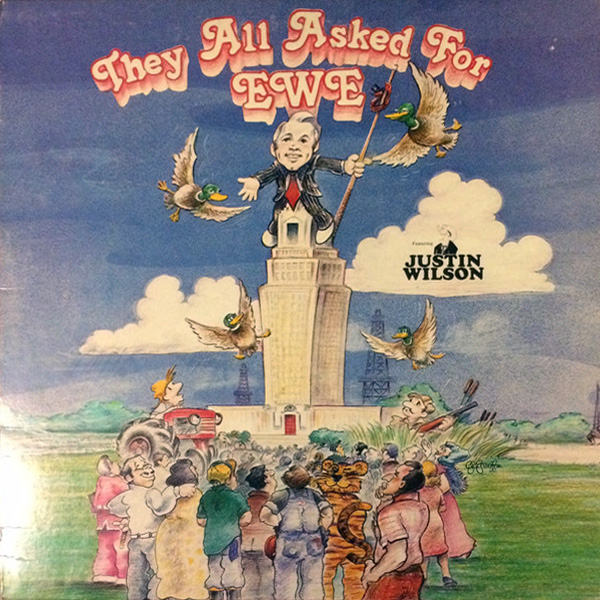 They All Asked For
EWE
Featuring
JUSTIN
WILSON